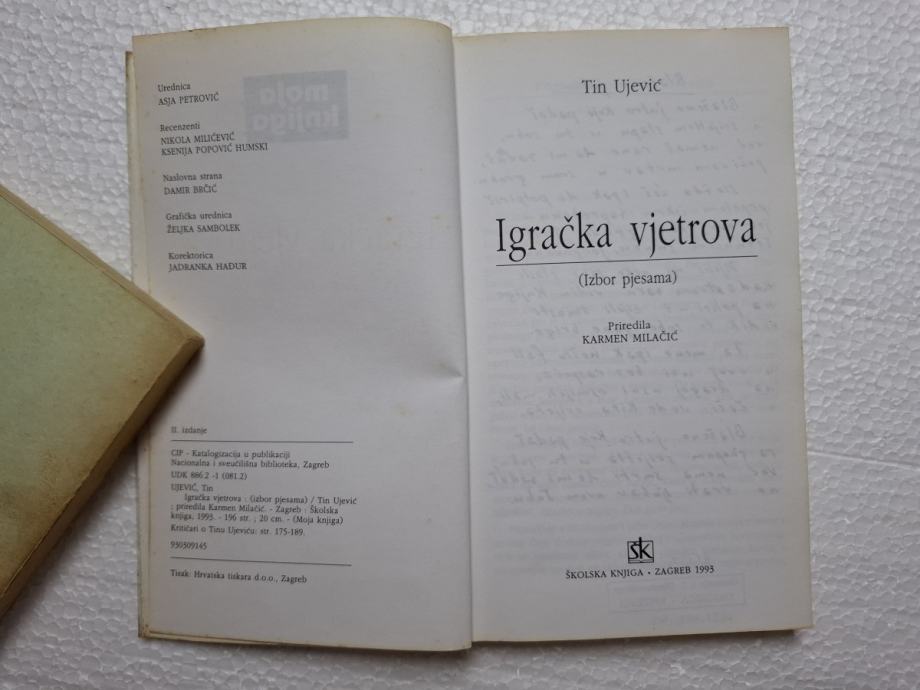 Urednica
ASJA PETROVIĆ
Recenzenti
NIKOLA MILIĆEVIĆ
KSENIJA POPOVIĆ HUMSKI
Naslovna strana
DAMIR BRČIĆ
Grafička urednica
ŽELJKA SAMBOLEK
Korektorica
JADRANKA HAĐUR
moja
knjiga
II. izdanje
CIP - Katalogizacija u publikaciji
Nacionalna i sveučilišna biblioteka, Zagreb
UDK 886.2 -1 (081.2)
UJEVIĆ, Tin
Igračka vjetrova : (izbor pjesama) / Tin Ujević
; priredila Karmen Milačić. - Zagreb : Školska
knjiga, 1993. - 196 str. ; 20 cm. - (Moja knjiga)
Kritičari o Tinu Ujeviću: str. 175-189.
930309145
Tisak: Hrvatska tiskara d.o.o., Zagreb
Tin Ujević
Igračka vjetrova
(Izbor pjesama)
Priredila
KARMEN MILAČIĆ
šk
ŠKOLSKA KNJIGA • ZAGREB 1993